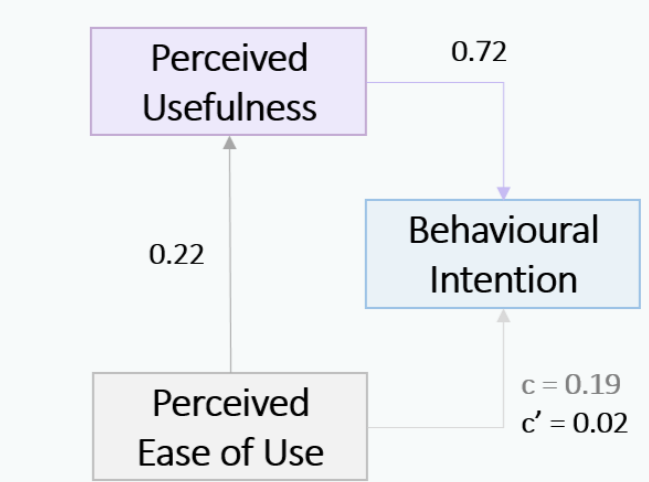 Perceived
Usefulness
0.72
Behavioural
Intention
0.22
Perceived
Ease of Use
c = 0.19
c’ = 0.02